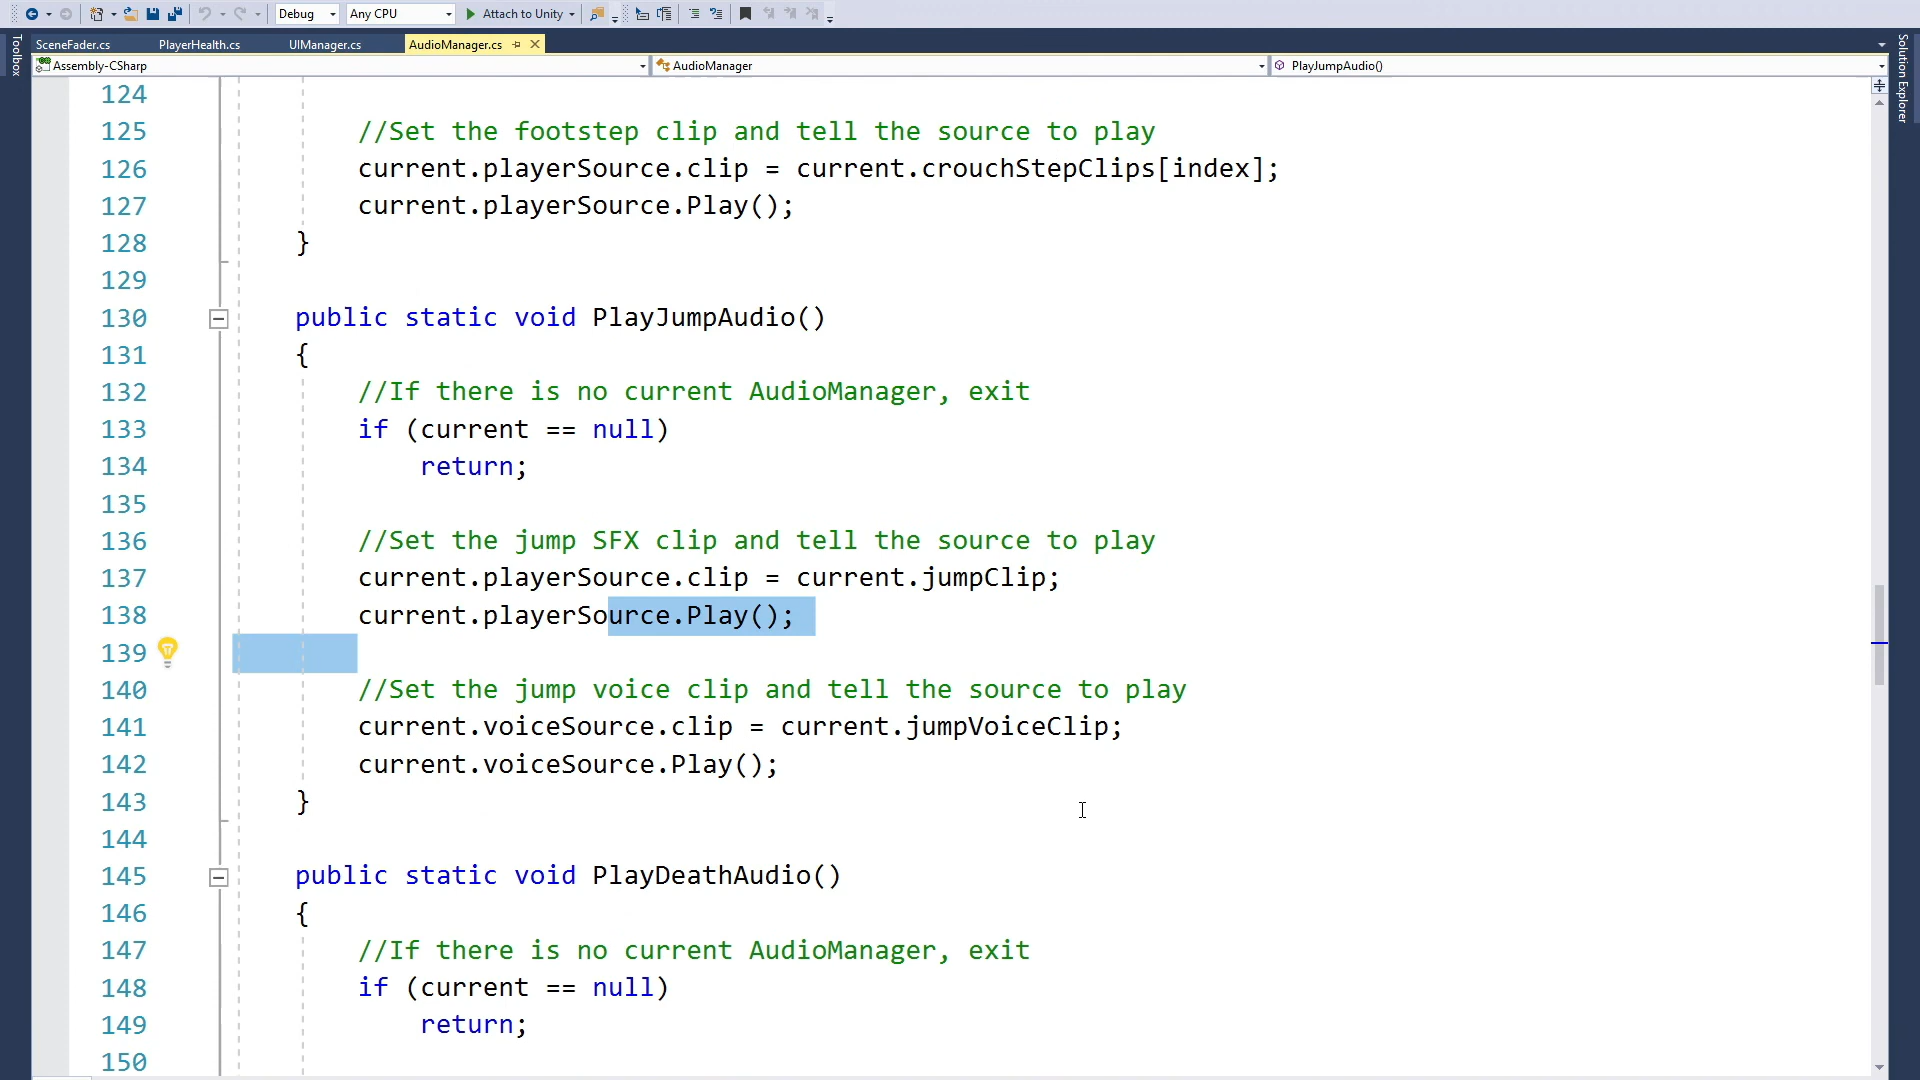 Debug Any CPU Attach to Unity
SceneFader.cs PlayerHealth.cs UIManager.cs AudioManager.cs
Toolbox
Solution Explorer
Assembly-CSharp AudioManager PlayJumpAudio()
124
125 //Set the footstep clip and tell the source to play
126 current.playerSource.clip = current.crouchStepClips[index];
127 current.playerSource.Play();
128 }
129
130 public static void PlayJumpAudio()
131 {
132 //If there is no current AudioManager, exit
133 if (current == null)
134 return;
135
136 //Set the jump SFX clip and tell the source to play
137 current.playerSource.clip = current.jumpClip;
138 current.playerSource.Play();
139
140 //Set the jump voice clip and tell the source to play
141 current.voiceSource.clip = current.jumpVoiceClip;
142 current.voiceSource.Play();
143 }
144
145 public static void PlayDeathAudio()
146 {
147 //If there is no current AudioManager, exit
148 if (current == null)
149 return;
150